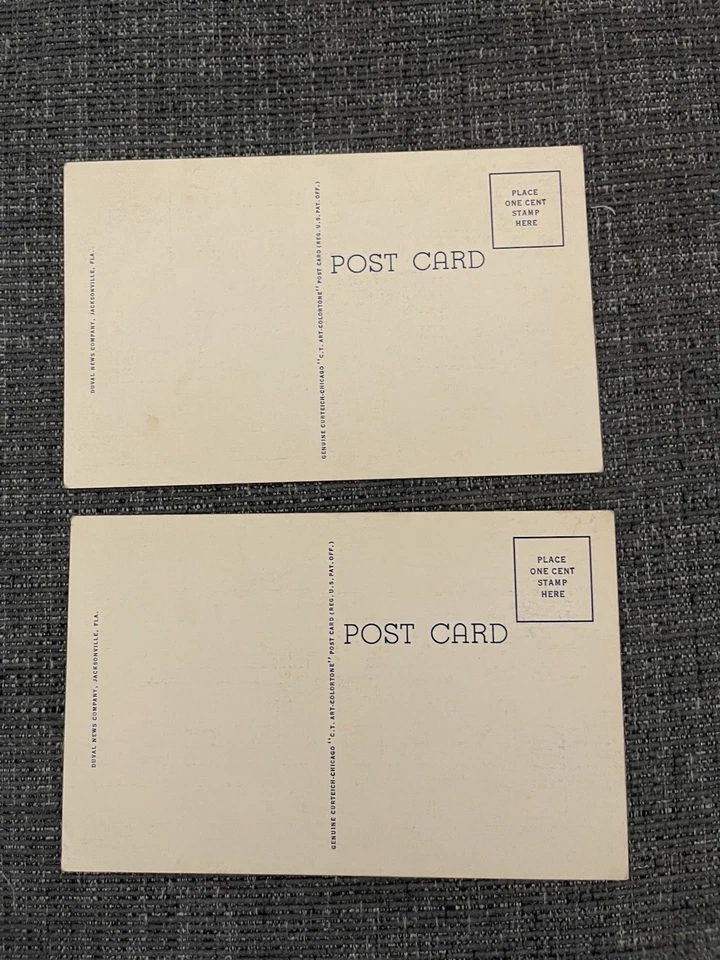 DUVAL NEWS COMPANY, JACKSONVILLE, FLA.
GENUINE CURTEICH-CHICAGO "C.T. ART-COLORTONE" POST CARD (REG. U.S. PAT. OFF.)
POST CARD
PLACE
ONE CENT
STAMP
HERE
DUVAL NEWS COMPANY, JACKSONVILLE, FLA.
GENUINE CURTEICH-CHICAGO "C.T. ART-COLORTONE" POST CARD (REG. U.S. PAT. OFF.)
POST CARD
PLACE
ONE CENT
STAMP
HERE